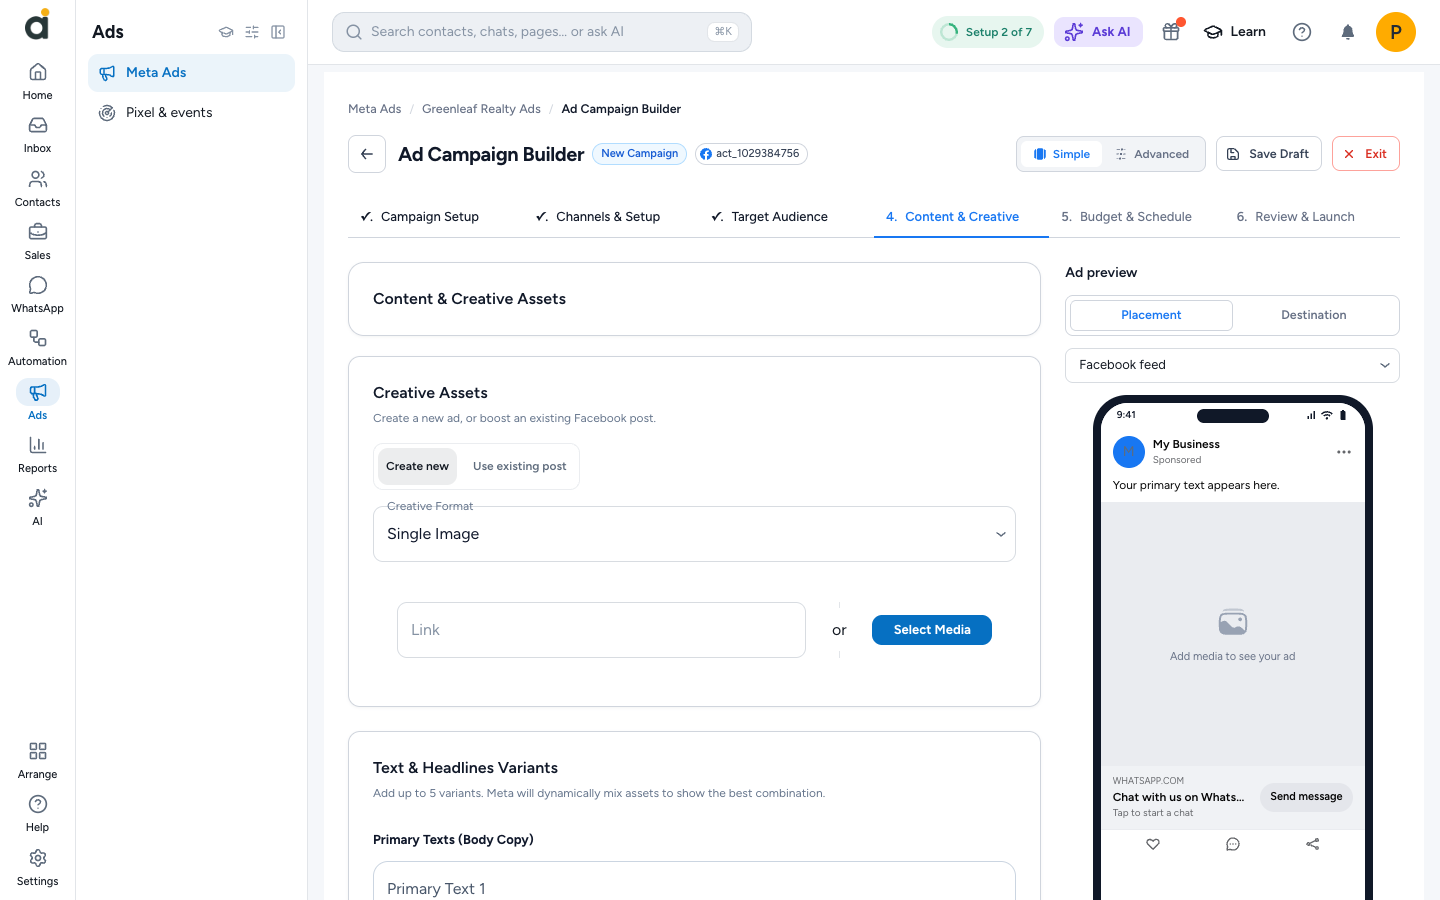 Home
Inbox
Contacts
Sales
WhatsApp
Automation
Ads
Reports
AI
Arrange
Help
Settings
Ads
Meta Ads
Pixel & events
Search contacts, chats, pages... or ask AI
⌘K
Setup 2 of 7
Ask AI
Learn
P
Meta Ads / Greenleaf Realty Ads / Ad Campaign Builder
Ad Campaign Builder
New Campaign
act_1029384756
Simple
Advanced
Save Draft
Exit
✓. Campaign Setup
✓. Channels & Setup
✓. Target Audience
4. Content & Creative
5. Budget & Schedule
6. Review & Launch
Content & Creative Assets
Creative Assets
Create a new ad, or boost an existing Facebook post.
Create new
Use existing post
Creative Format
Single Image
Link
or
Select Media
Text & Headlines Variants
Add up to 5 variants. Meta will dynamically mix assets to show the best combination.
Primary Texts (Body Copy)
Primary Text 1
Ad preview
Placement
Destination
Facebook feed
9:41
My Business
Sponsored
Your primary text appears here.
Add media to see your ad
WHATSAPP.COM
Chat with us on Whats...
Tap to start a chat
Send message